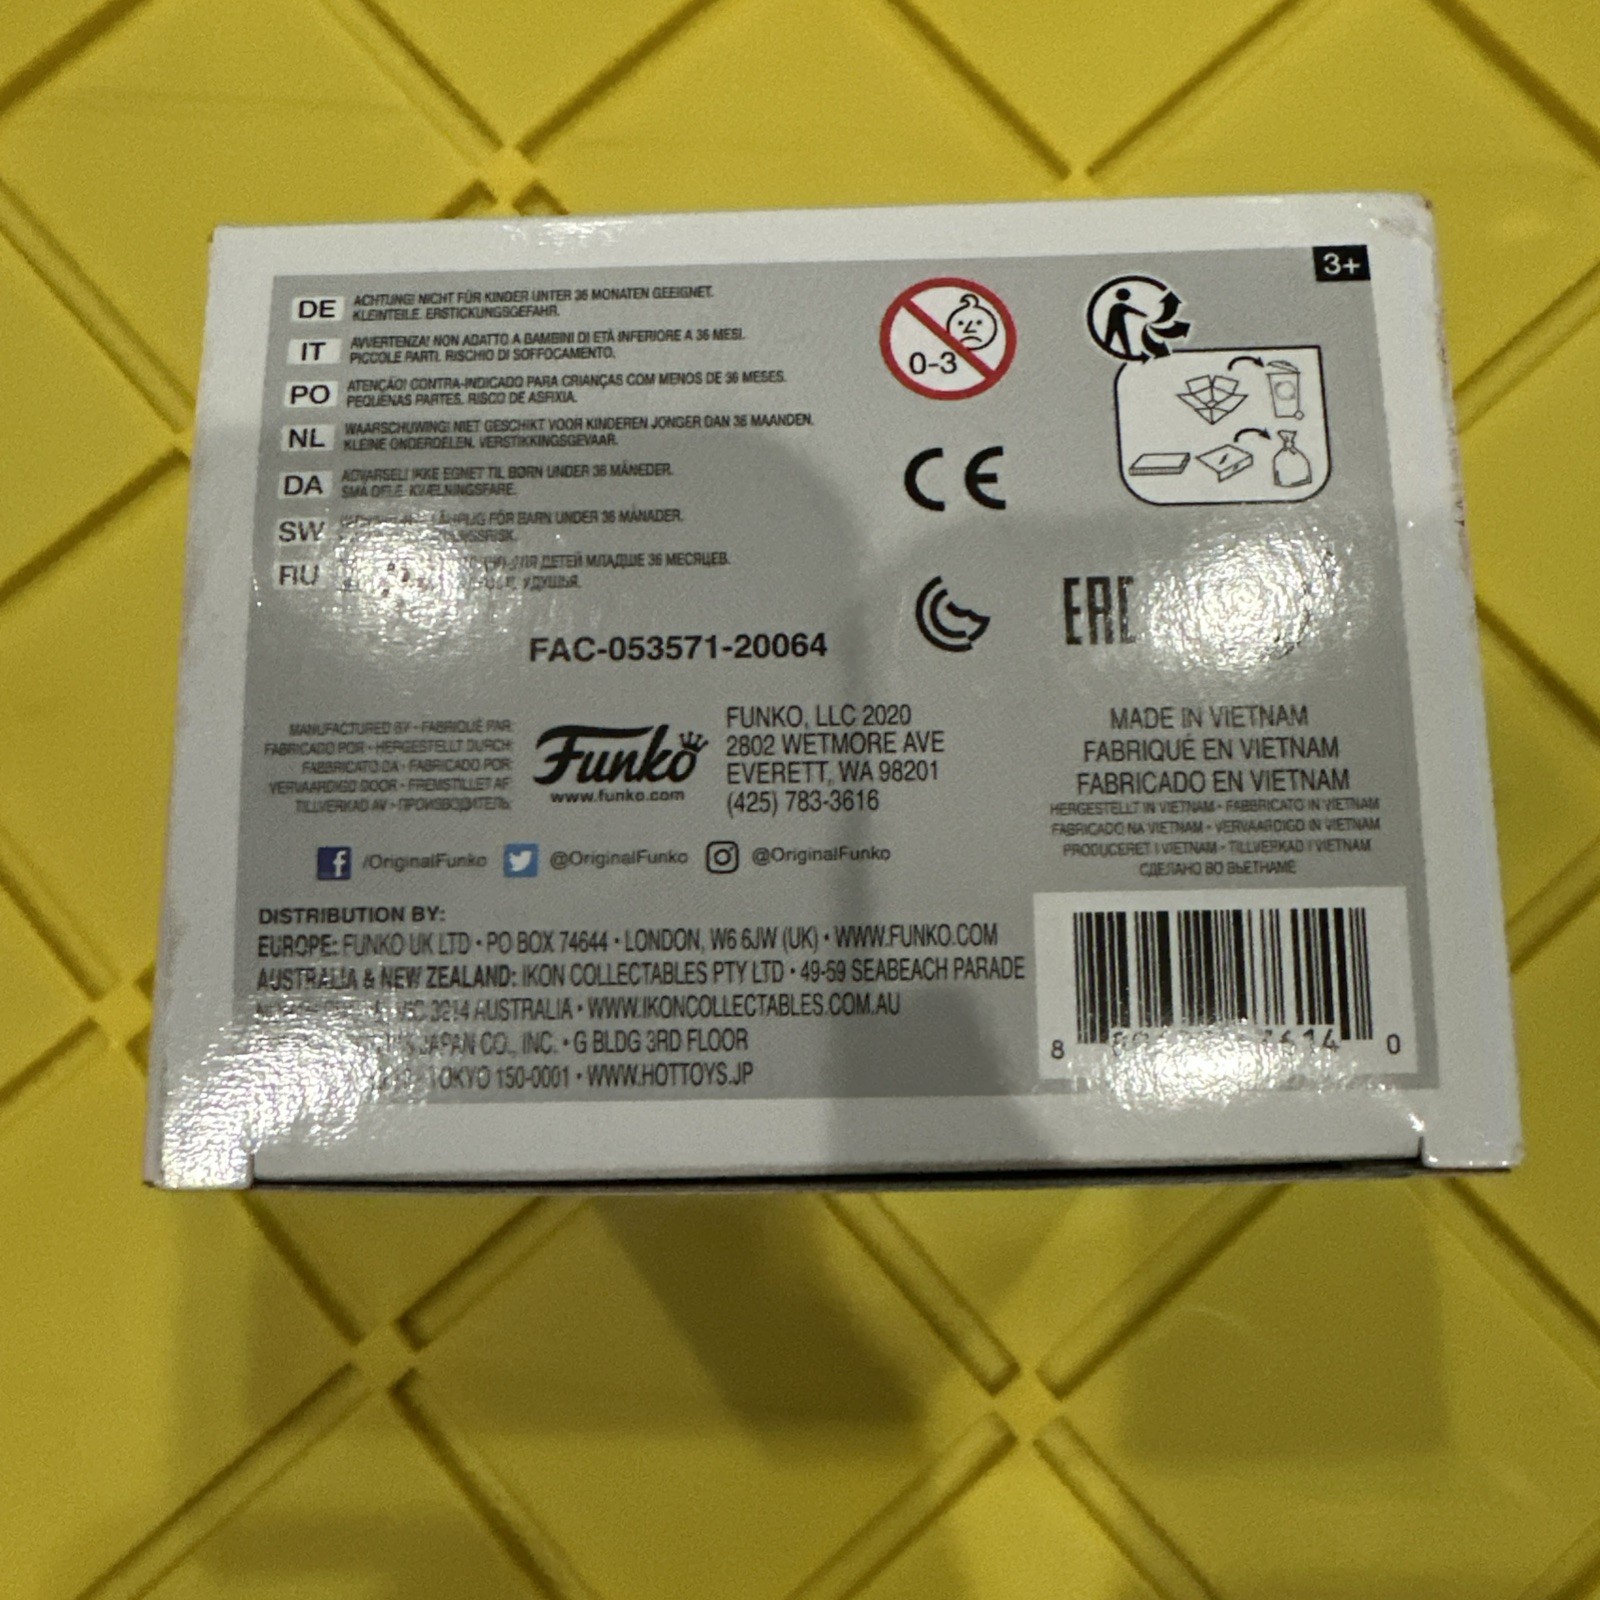 3+
DE ACHTUNG! NICHT FÜR KINDER UNTER 36 MONATEN GEEIGNET.
KLEINTEILE. ERSTICKUNGSGEFAHR.
IT AVVERTENZA! NON ADATTO A BAMBINI DI ETÀ INFERIORE A 36 MESI.
PICCOLE PARTI. RISCHIO DI SOFFOCAMENTO.
PO ATENÇÃO! CONTRA-INDICADO PARA CRIANÇAS COM MENOS DE 36 MESES.
PEQUENAS PARTES. RISCO DE ASFIXIA.
NL WAARSCHUWING! NIET GESCHIKT VOOR KINDEREN JONGER DAN 36 MAANDEN.
KLEINE ONDERDELEN. VERSTIKKINGSGEVAAR.
DA ADVARSEL! IKKE EGNET TIL BØRN UNDER 36 MÅNEDER.
SMÅ DELE. KVÆLNINGSFARE.
SW FÖR BARN UNDER 36 MÅNADER.
RU ДЛЯ ДЕТЕЙ МЛАДШЕ 36 МЕСЯЦЕВ.
УДУШЬЯ.
0-3
CE
EAC
FAC-053571-20064
MANUFACTURED BY • FABRIQUÉ PAR:
FABRICADO POR • HERGESTELLT DURCH:
FABBRICATO DA • FABRICADO POR:
VERVAARDIGD DOOR • FREMSTILLET AF:
TILLVERKAD AV • ПРОИЗВОДИТЕЛЬ:
Funko
www.funko.com
FUNKO, LLC 2020
2802 WETMORE AVE
EVERETT, WA 98201
(425) 783-3616
MADE IN VIETNAM
FABRIQUÉ EN VIETNAM
FABRICADO EN VIETNAM
HERGESTELLT IN VIETNAM • FABBRICATO IN VIETNAM
FABRICADO NA VIETNAM • VERVAARDIGD IN VIETNAM
PRODUCERET I VIETNAM • TILLVERKAD I VIETNAM
СДЕЛАНО ВО ВЬЕТНАМЕ
f /OriginalFunko @OriginalFunko @OriginalFunko
DISTRIBUTION BY:
EUROPE: FUNKO UK LTD • PO BOX 74644 • LONDON, W6 6JW (UK) • WWW.FUNKO.COM
AUSTRALIA & NEW ZEALAND: IKON COLLECTABLES PTY LTD • 49-59 SEABEACH PARADE
3214 AUSTRALIA • WWW.IKONCOLLECTABLES.COM.AU
JAPAN CO., INC. • G BLDG 3RD FLOOR
TOKYO 150-0001 • WWW.HOTTOYS.JP
8 0